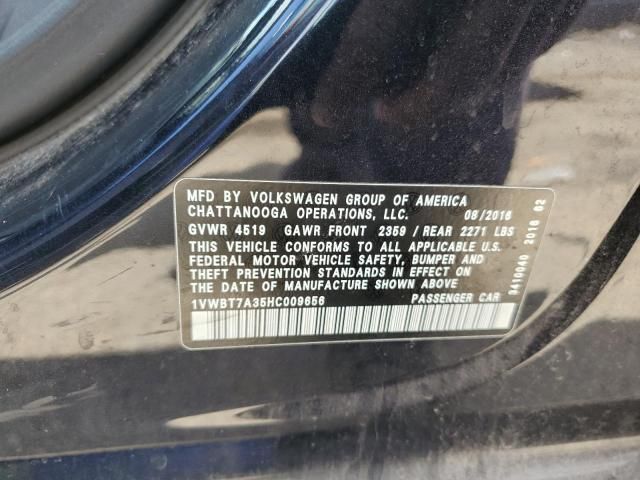 MFD BY VOLKSWAGEN GROUP OF AMERICA
CHATTANOOGA OPERATIONS, LLC. 08/2016
GVWR 4519 GAWR FRONT 2359 / REAR 2271 LBS
THIS VEHICLE CONFORMS TO ALL APPLICABLE U.S.
FEDERAL MOTOR VEHICLE SAFETY, BUMPER AND
THEFT PREVENTION STANDARDS IN EFFECT ON
THE DATE OF MANUFACTURE SHOWN ABOVE
1VWBT7A35HC009656 PASSENGER CAR
3410040 2016 02